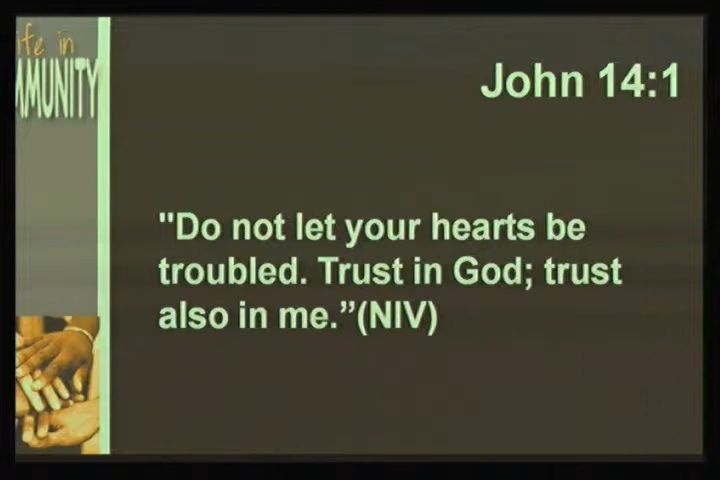 ife in
MMUNITY
John 14:1
"Do not let your hearts be
troubled. Trust in God; trust
also in me.”(NIV)